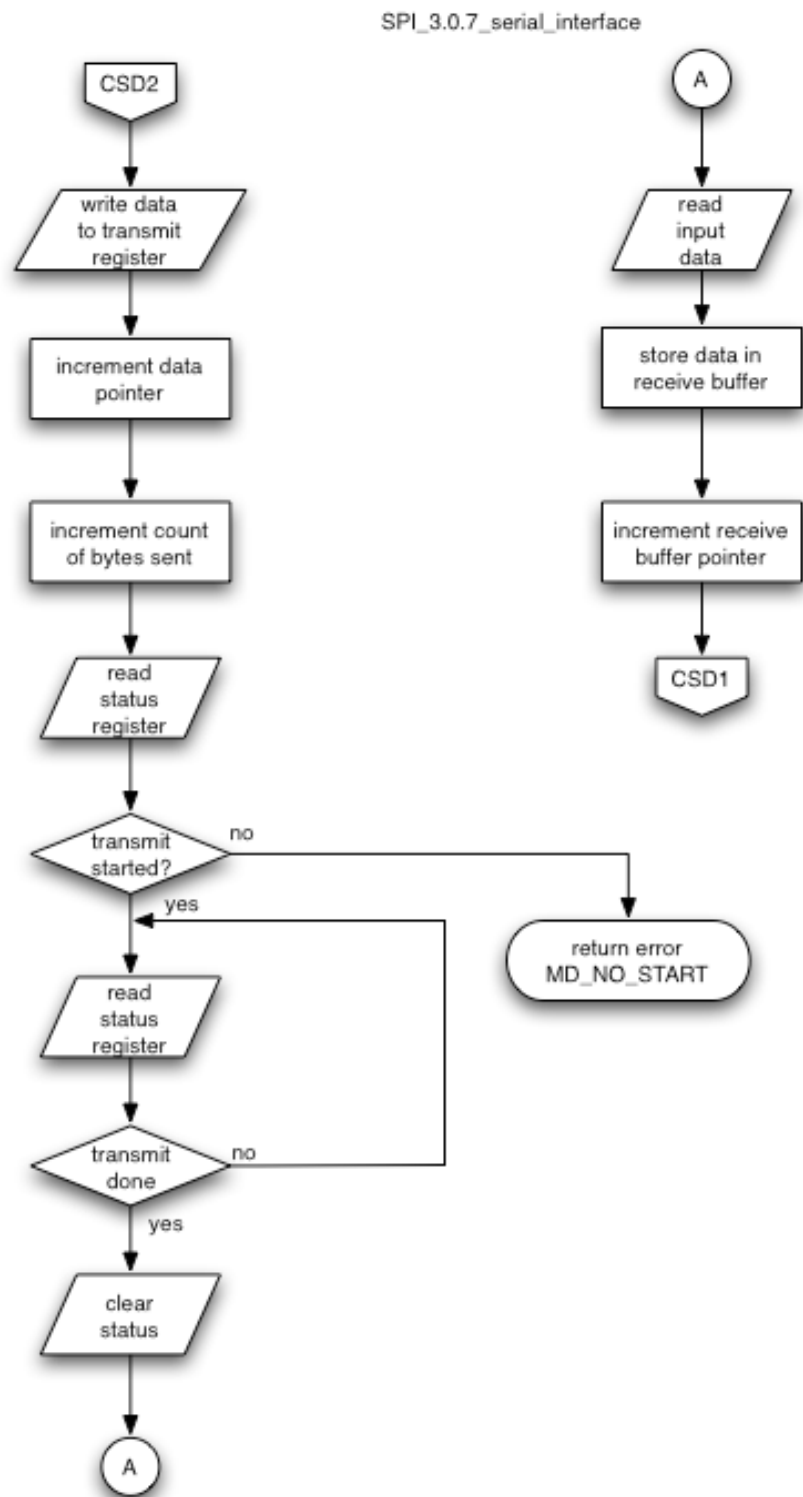 SPI_3.0.7_serial_interface
CSD2
write data
to transmit
register
increment data
pointer
increment count
of bytes sent
read
status
register
transmit
started?
no
yes
return error
MD_NO_START
read
status
register
transmit
done
no
yes
clear
status
A
A
read
input
data
store data in
receive buffer
increment receive
buffer pointer
CSD1